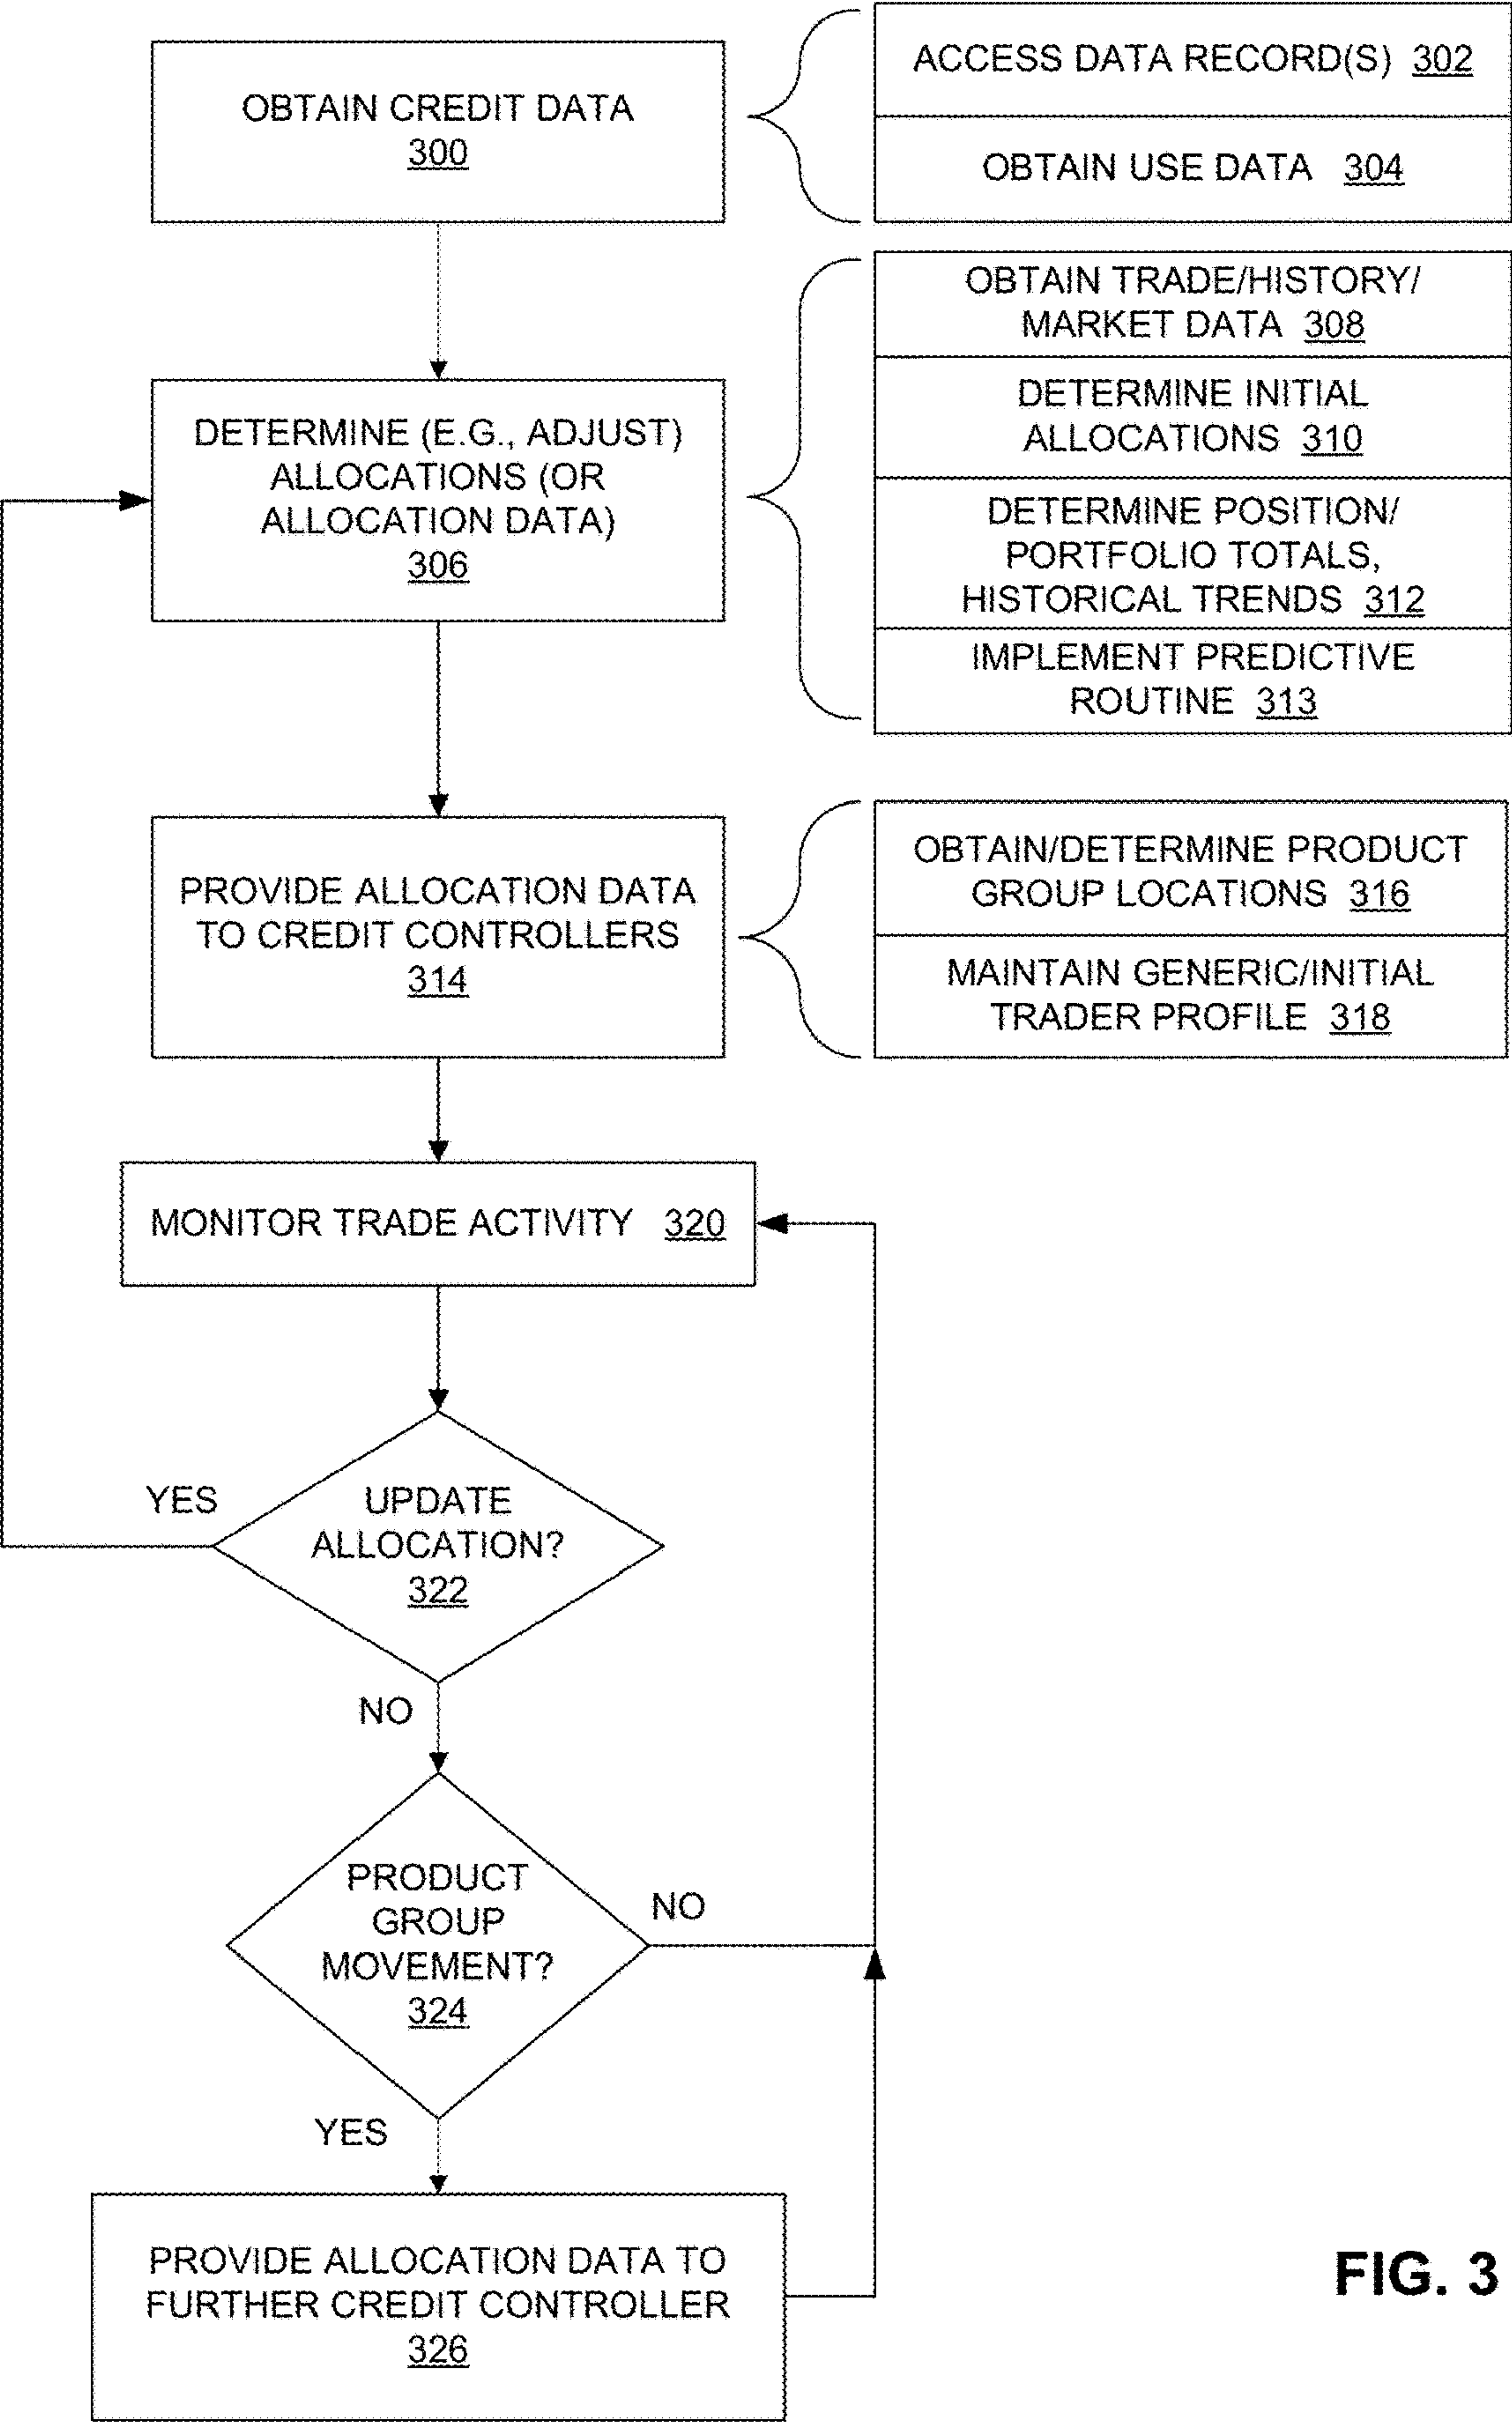 OBTAIN CREDIT DATA
300
ACCESS DATA RECORD(S) 302
OBTAIN USE DATA 304
DETERMINE (E.G., ADJUST)
ALLOCATIONS (OR
ALLOCATION DATA)
306
OBTAIN TRADE/HISTORY/
MARKET DATA 308
DETERMINE INITIAL
ALLOCATIONS 310
DETERMINE POSITION/
PORTFOLIO TOTALS,
HISTORICAL TRENDS 312
IMPLEMENT PREDICTIVE
ROUTINE 313
PROVIDE ALLOCATION DATA
TO CREDIT CONTROLLERS
314
OBTAIN/DETERMINE PRODUCT
GROUP LOCATIONS 316
MAINTAIN GENERIC/INITIAL
TRADER PROFILE 318
MONITOR TRADE ACTIVITY 320
YES
UPDATE
ALLOCATION?
322
NO
PRODUCT
GROUP
MOVEMENT?
324
NO
YES
PROVIDE ALLOCATION DATA TO
FURTHER CREDIT CONTROLLER
326
FIG. 3